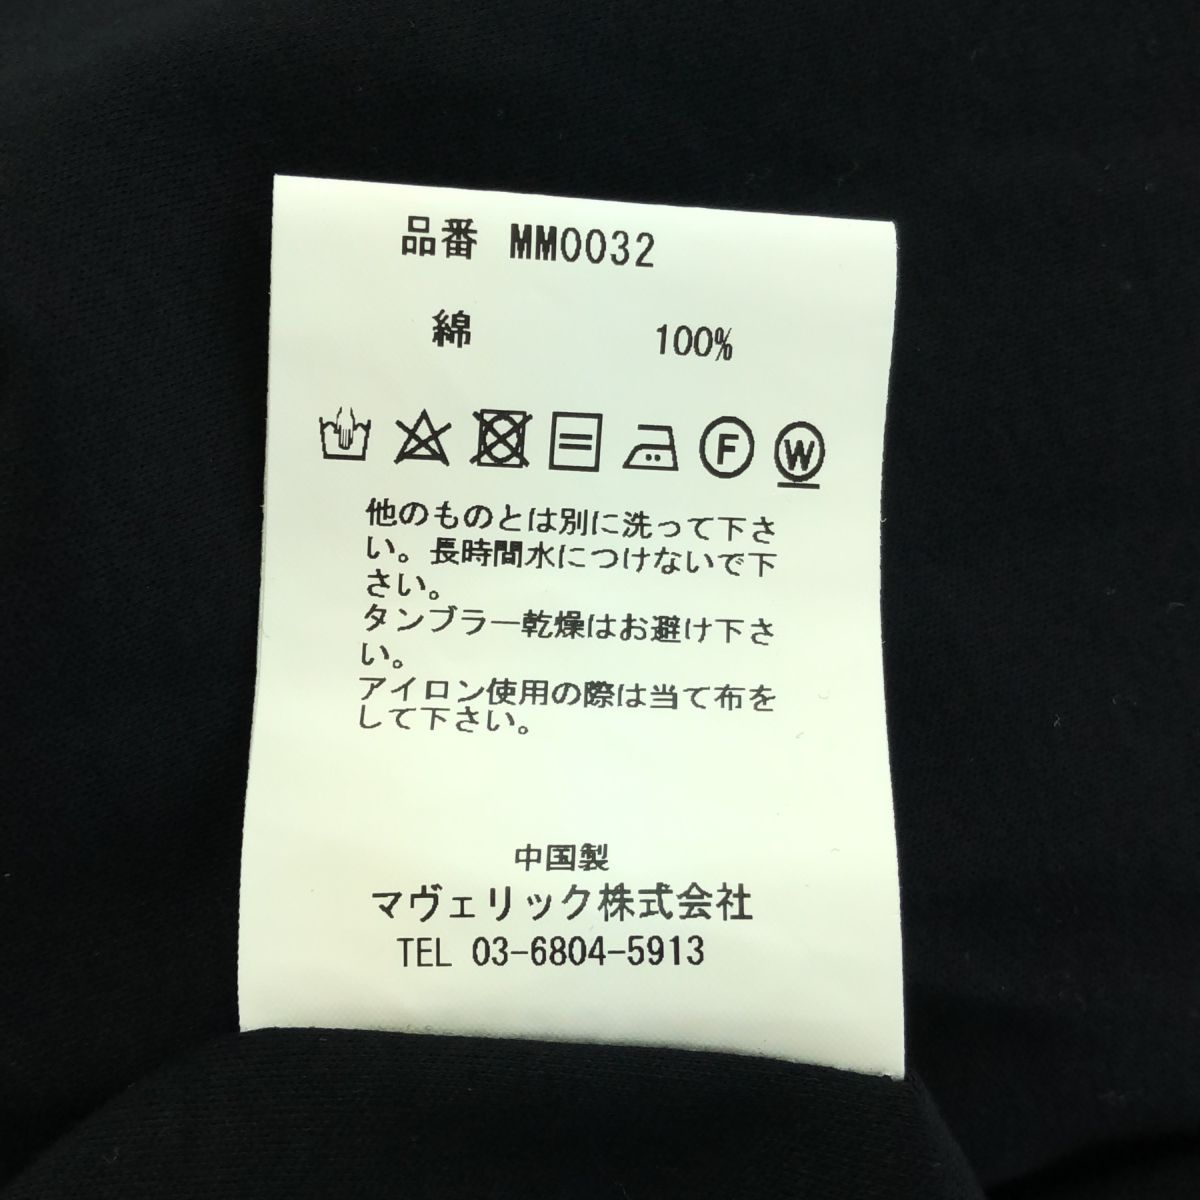 品番 MM0032
綿 100%
F W
他のものとは別に洗って下さ
い。長時間水につけないで下
さい。
タンブラー乾燥はお避け下さ
い。
アイロン使用の際は当て布を
して下さい。
中国製
マヴェリック株式会社
TEL 03-6804-5913